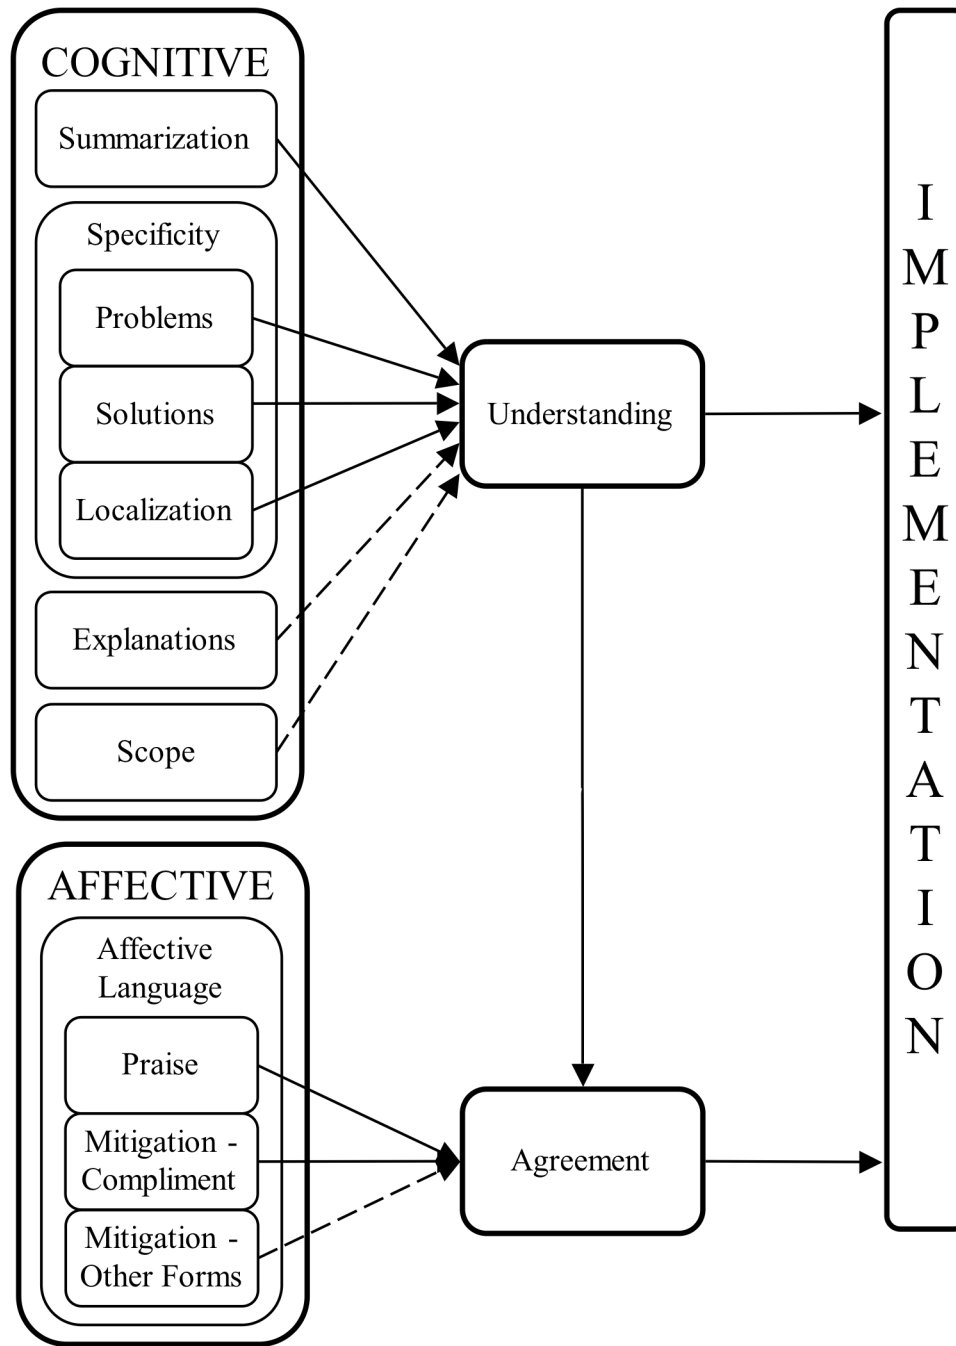 COGNITIVE
Summarization
Specificity
Problems
Solutions
Localization
Explanations
Scope
Understanding
AFFECTIVE
Affective
Language
Praise
Mitigation -
Compliment
Mitigation -
Other Forms
Agreement
I
M
P
L
E
M
E
N
T
A
T
I
O
N